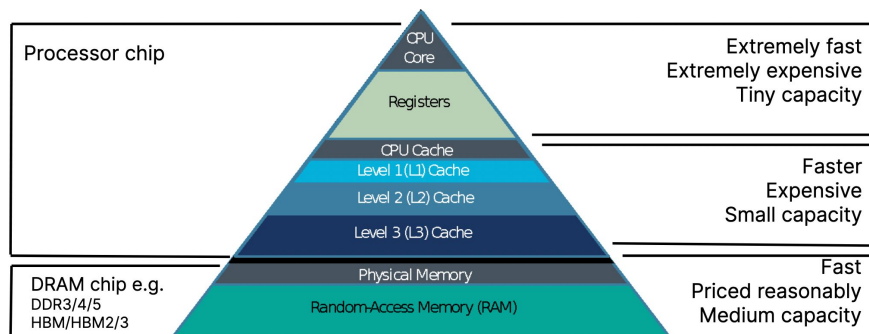 Processor chip
CPU
Core
Registers
CPU Cache
Level 1 (L1) Cache
Level 2 (L2) Cache
Level 3 (L3) Cache
Physical Memory
Random-Access Memory (RAM)
DRAM chip e.g.
DDR3/4/5
HBM/HBM2/3
Extremely fast
Extremely expensive
Tiny capacity
Faster
Expensive
Small capacity
Fast
Priced reasonably
Medium capacity